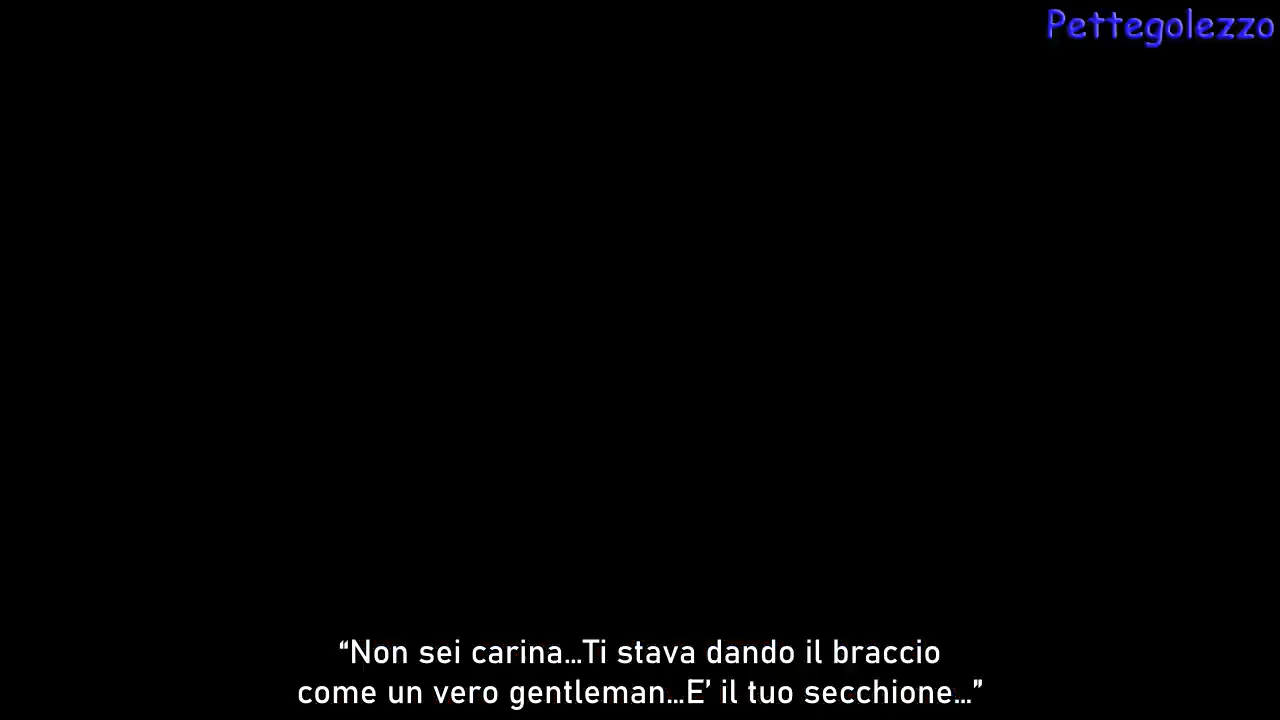 Pettegolezzo
“Non sei carina...Ti stava dando il braccio
come un vero gentleman...E’ il tuo secchione...”